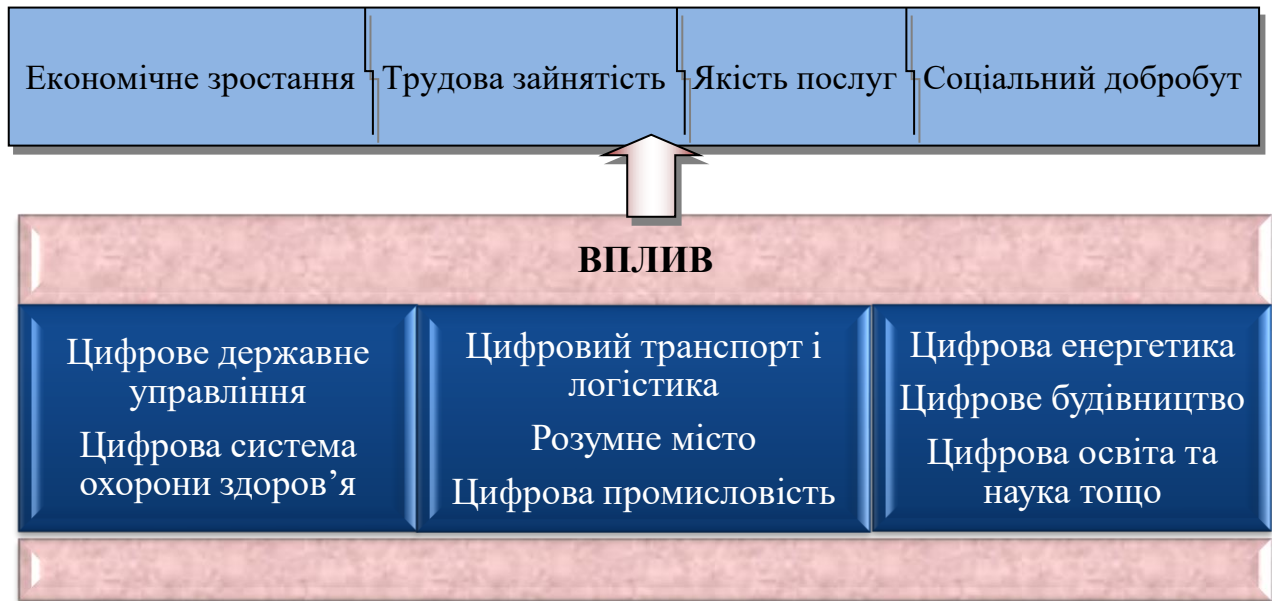 Економічне зростання Трудова зайнятість Якість послуг Соціальний добробут
ВПЛИВ
Цифрове державне
управління
Цифрова система
охорони здоров’я
Цифровий транспорт і
логістика
Розумне місто
Цифрова промисловість
Цифрова енергетика
Цифрове будівництво
Цифрова освіта та
наука тощо